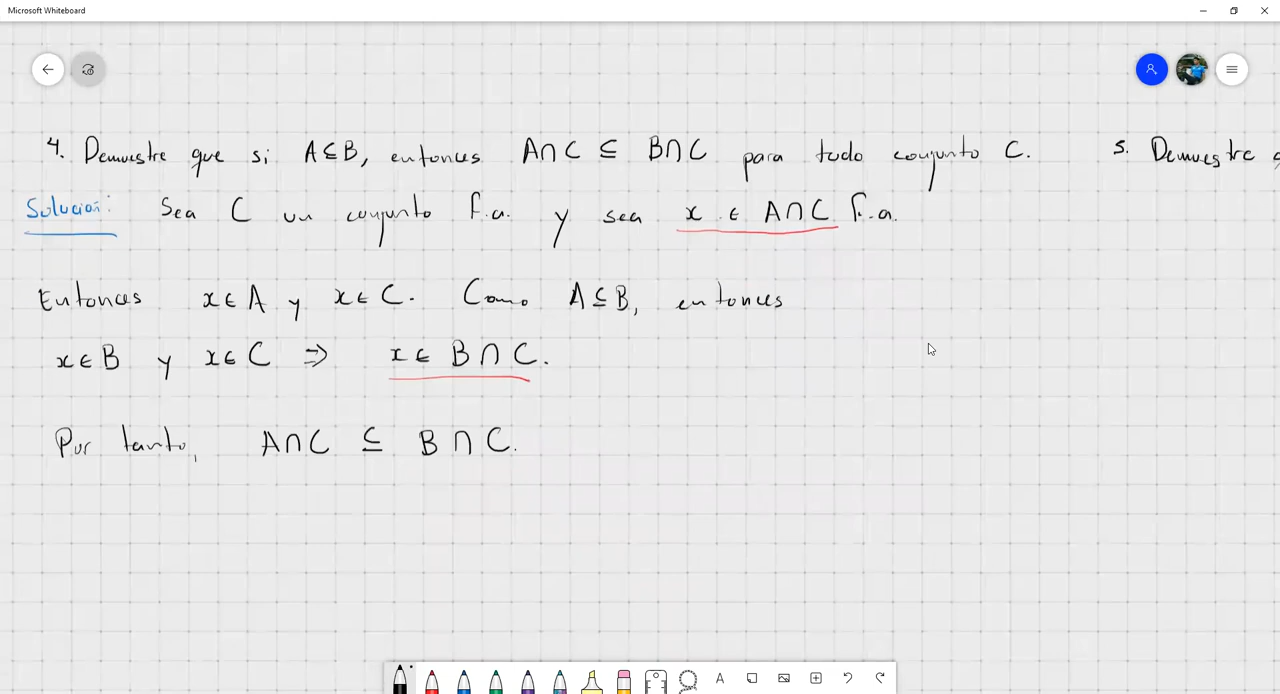 Microsoft Whiteboard
4. Demuestre que si A⊆B, entonces A∩C ⊆ B∩C para todo conjunto C.
5. Demuestre
Solución: Sea C un conjunto f.a. y sea x ∈ A∩C f.a.
Entonces x∈A y x∈C. Como A⊆B, entonces
x∈B y x∈C ⇒ x∈ B∩C.
Por tanto, A∩C ⊆ B∩C.
A